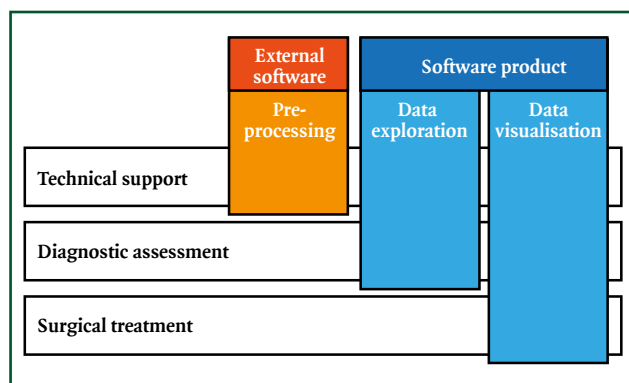 External
software
Software product
Pre-
processing
Data
exploration
Data
visualisation
Technical support
Diagnostic assessment
Surgical treatment